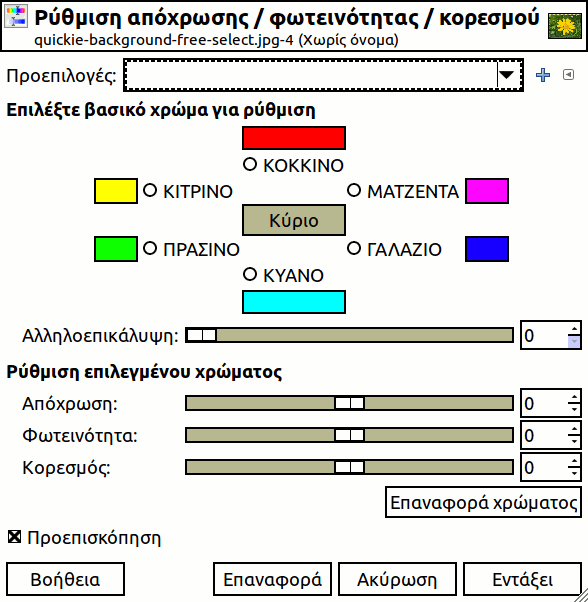 Ρύθμιση απόχρωσης / φωτεινότητας / κορεσμού
quickie-background-free-select.jpg-4 (Χωρίς όνομα)
Προεπιλογές:
Επιλέξτε βασικό χρώμα για ρύθμιση
ΚΟΚΚΙΝΟ
ΚΙΤΡΙΝΟ ΜΑΤΖΕΝΤΑ
Κύριο
ΠΡΑΣΙΝΟ ΓΑΛΑΖΙΟ
ΚΥΑΝΟ
Αλληλοεπικάλυψη: 0
Ρύθμιση επιλεγμένου χρώματος
Απόχρωση: 0
Φωτεινότητα: 0
Κορεσμός: 0
Επαναφορά χρώματος
Προεπισκόπηση
Βοήθεια Επαναφορά Ακύρωση Εντάξει